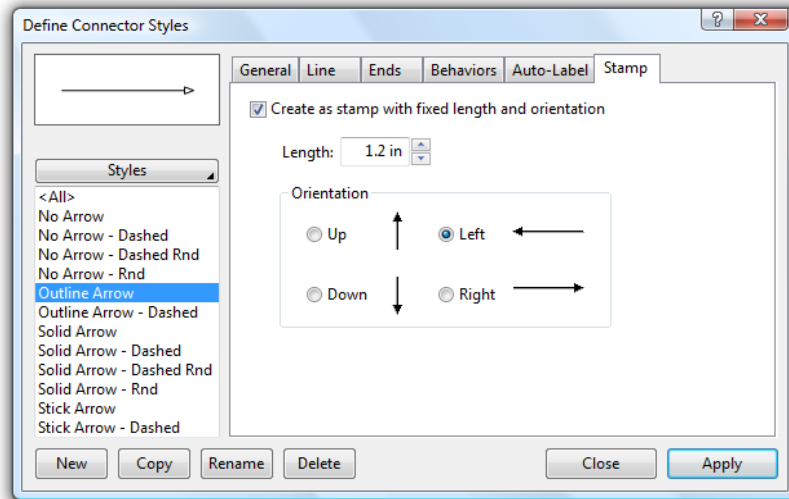 Define Connector Styles
?
X
General Line Ends Behaviors Auto-Label Stamp
Create as stamp with fixed length and orientation
Length: 1.2 in
Styles
<All>
No Arrow
No Arrow - Dashed
No Arrow - Dashed Rnd
No Arrow - Rnd
Outline Arrow
Outline Arrow - Dashed
Solid Arrow
Solid Arrow - Dashed
Solid Arrow - Dashed Rnd
Solid Arrow - Rnd
Stick Arrow
Stick Arrow - Dashed
Orientation
Up Left
Down Right
New Copy Rename Delete Close Apply